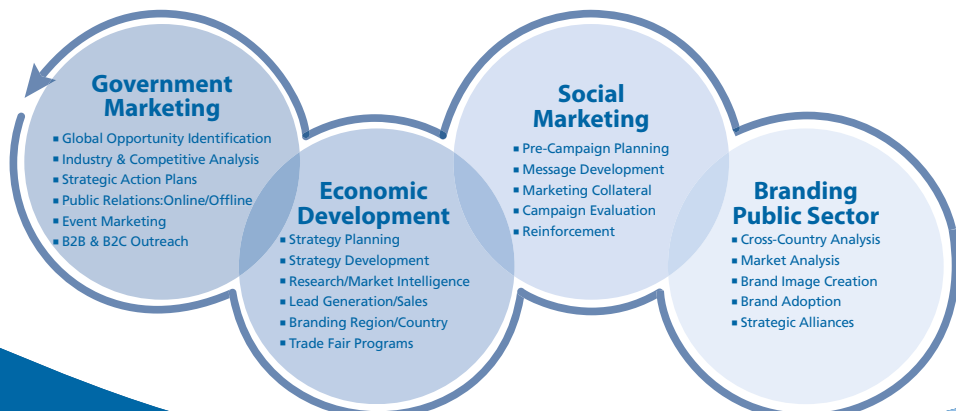 Government
Marketing
▪ Global Opportunity Identification
▪ Industry & Competitive Analysis
▪ Strategic Action Plans
▪ Public Relations:Online/Offline
▪ Event Marketing
▪ B2B & B2C Outreach
Economic
Development
▪ Strategy Planning
▪ Strategy Development
▪ Research/Market Intelligence
▪ Lead Generation/Sales
▪ Branding Region/Country
▪ Trade Fair Programs
Social
Marketing
▪ Pre-Campaign Planning
▪ Message Development
▪ Marketing Collateral
▪ Campaign Evaluation
▪ Reinforcement
Branding
Public Sector
▪ Cross-Country Analysis
▪ Market Analysis
▪ Brand Image Creation
▪ Brand Adoption
▪ Strategic Alliances